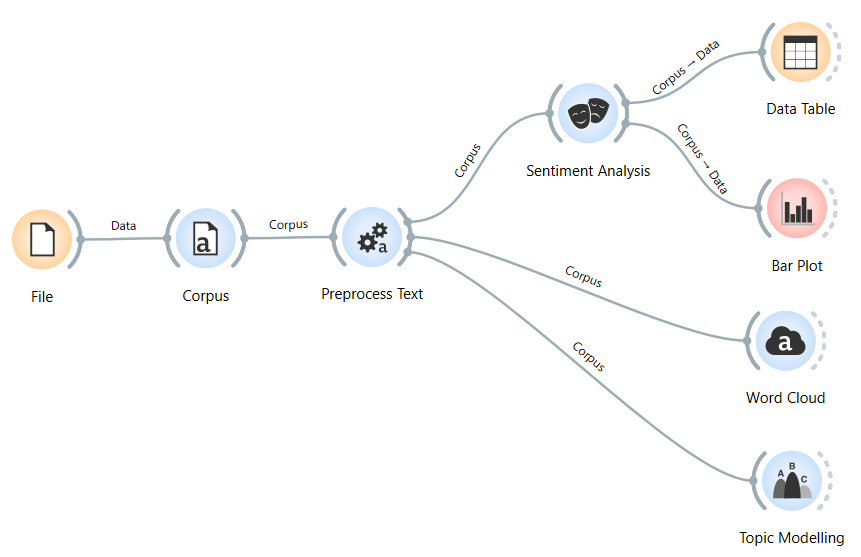 File
Data
Corpus
Corpus
Preprocess Text
Corpus
Sentiment Analysis
Corpus → Data
Data Table
Corpus → Data
Bar Plot
Corpus
Word Cloud
Corpus
Topic Modelling
a
a
a
A
B
C